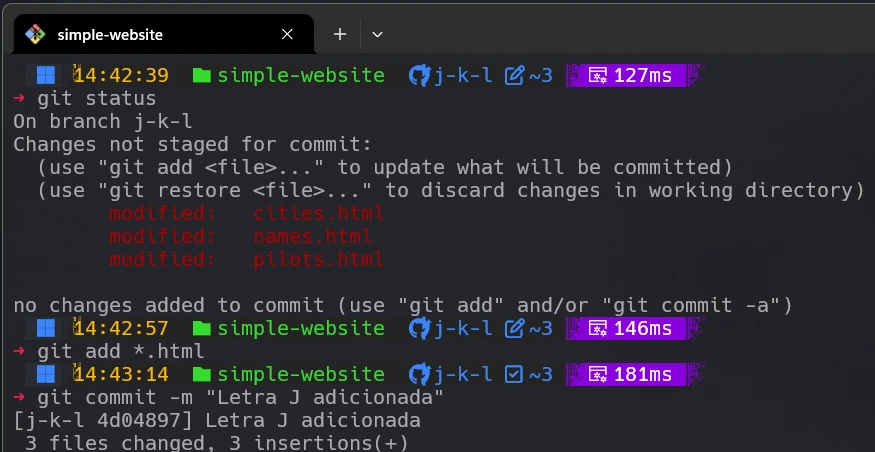 simple-website
14:42:39 simple-website j-k-l ~3 127ms
→ git status
On branch j-k-l
Changes not staged for commit:
(use "git add <file>..." to update what will be committed)
(use "git restore <file>..." to discard changes in working directory)
modified: cities.html
modified: names.html
modified: pilots.html
no changes added to commit (use "git add" and/or "git commit -a")
14:42:57 simple-website j-k-l ~3 146ms
→ git add *.html
14:43:14 simple-website j-k-l ~3 181ms
→ git commit -m "Letra J adicionada"
[j-k-l 4d04897] Letra J adicionada
3 files changed, 3 insertions(+)